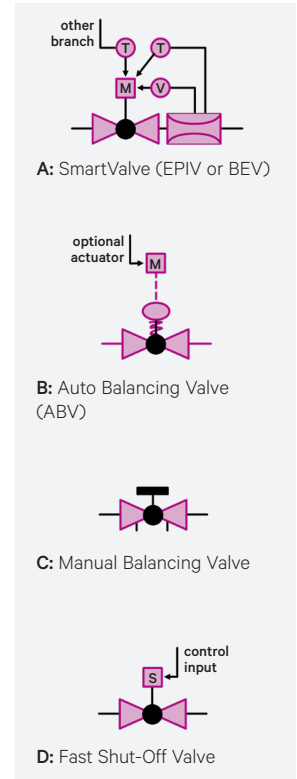 other
branch
T
T
M
V
A: SmartValve (EPIV or BEV)
optional
actuator
M
B: Auto Balancing Valve
(ABV)
C: Manual Balancing Valve
control
input
S
D: Fast Shut-Off Valve